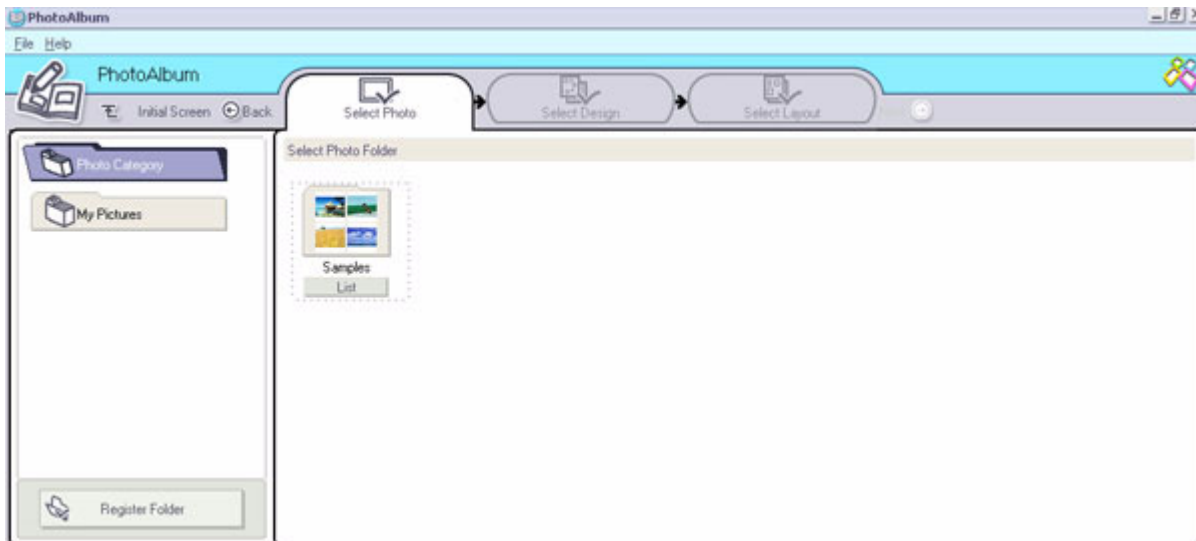 PhotoAlbum
File Help
PhotoAlbum
Initial Screen Back
Select Photo
Select Design
Select Layout
Photo Category
My Pictures
Register Folder
Select Photo Folder
Samples
List